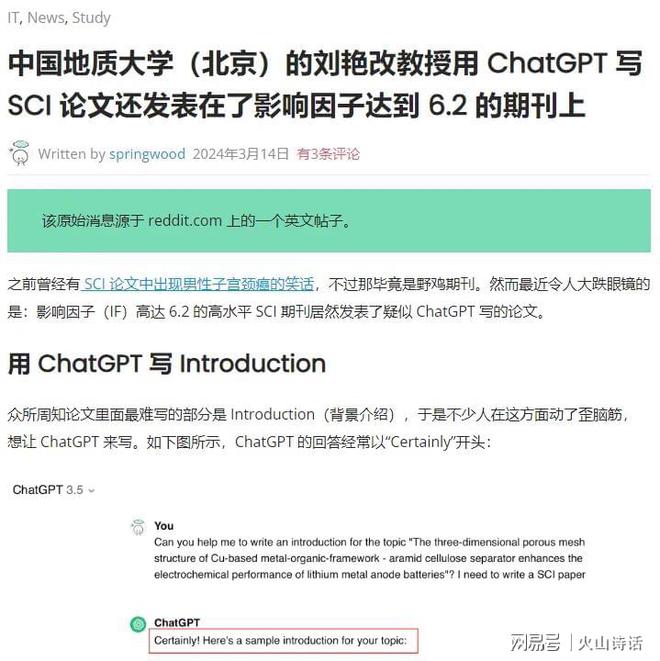 IT, News, Study
中国地质大学（北京）的刘艳改教授用 ChatGPT 写
SCI 论文还发表在了影响因子达到 6.2 的期刊上
Written by springwood 2024年3月14日 有3条评论
该原始消息源于 reddit.com 上的一个英文帖子。
之前曾经有 SCI 论文中出现男性子宫颈癌的笑话，不过那毕竟是野鸡期刊。然而最近令人大跌眼镜的
是：影响因子（IF）高达 6.2 的高水平 SCI 期刊居然发表了疑似 ChatGPT 写的论文。
用 ChatGPT 写 Introduction
众所周知论文里面最难写的部分是 Introduction（背景介绍），于是不少人在这方面动了歪脑筋，
想让 ChatGPT 来写。如下图所示，ChatGPT 的回答经常以“Certainly”开头：
ChatGPT 3.5
You
Can you help me to write an introduction for the topic "The three-dimensional porous mesh
structure of Cu-based metal-organic-framework - aramid cellulose separator enhances the
electrochemical performance of lithium metal anode batteries"? I need to write a SCI paper
ChatGPT
Certainly! Here's a sample introduction for your topic:
网易号 | 火山诗话